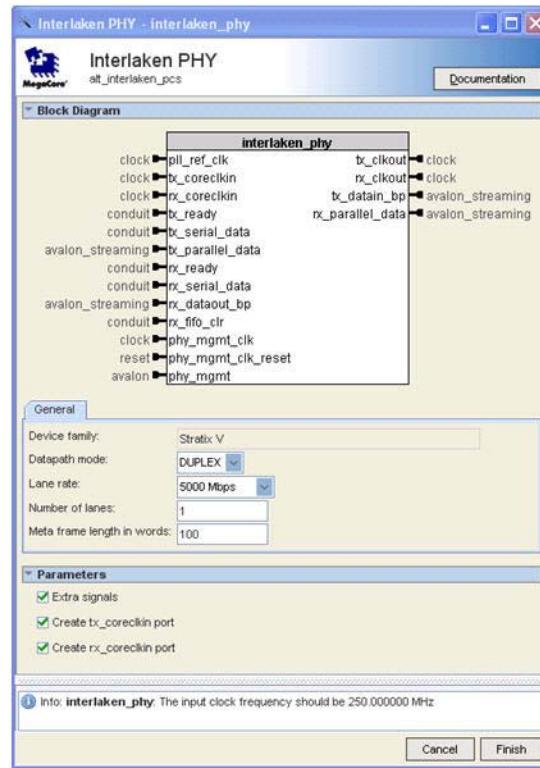 Interlaken PHY - interlaken_phy
Interlaken PHY
MegaCore®
alt_interlaken_pcs
Documentation
Block Diagram
interlaken_phy
clock pll_ref_clk tx_clkout clock
clock tx_coreclkin rx_clkout clock
clock rx_coreclkin tx_datain_bp avalon_streaming
conduit tx_ready rx_parallel_data avalon_streaming
conduit tx_serial_data
avalon_streaming tx_parallel_data
conduit rx_ready
conduit rx_serial_data
avalon_streaming rx_dataout_bp
conduit rx_fifo_clr
clock phy_mgmt_clk
reset phy_mgmt_clk_reset
avalon phy_mgmt
General
Device family: Stratix V
Datapath mode: DUPLEX
Lane rate: 5000 Mbps
Number of lanes: 1
Meta frame length in words: 100
Parameters
Extra signals
Create tx_coreclkin port
Create rx_coreclkin port
Info: interlaken_phy: The input clock frequency should be 250.000000 MHz
Cancel Finish